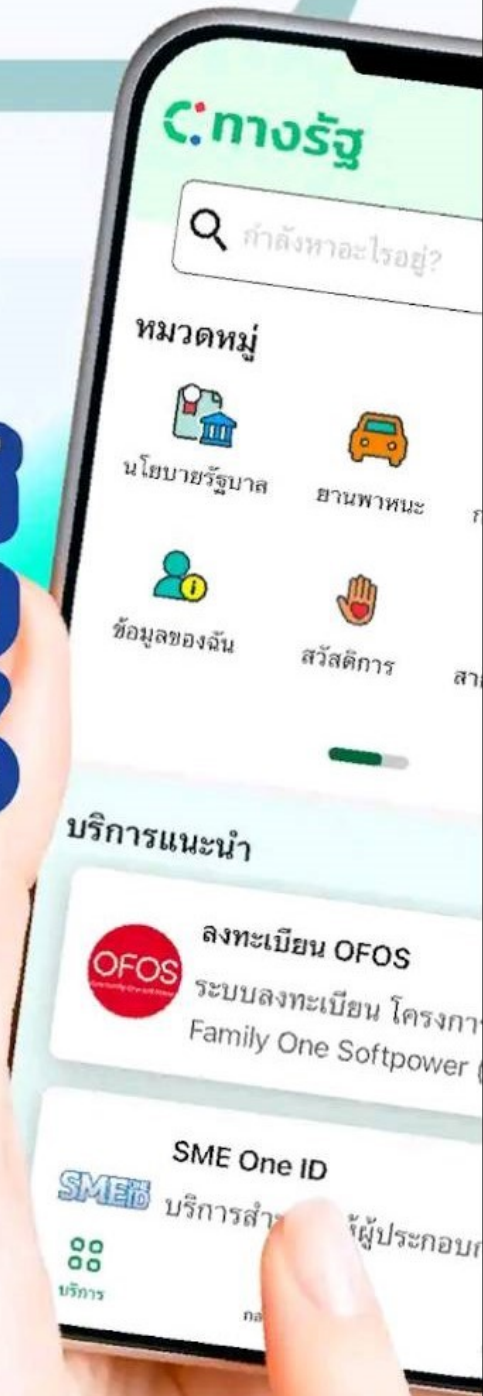 ทางรัฐ
กำลังหาอะไรอยู่?
หมวดหมู่
นโยบายรัฐบาล
ยานพาหนะ
ข้อมูลของฉัน
สวัสดิการ
บริการแนะนำ
ลงทะเบียน OFOS
OFOS
ระบบลงทะเบียน โครงการ
Family One Softpower (
SME One ID
SME ONE ID
บริการสำ ให้ผู้ประกอบก
บริการ